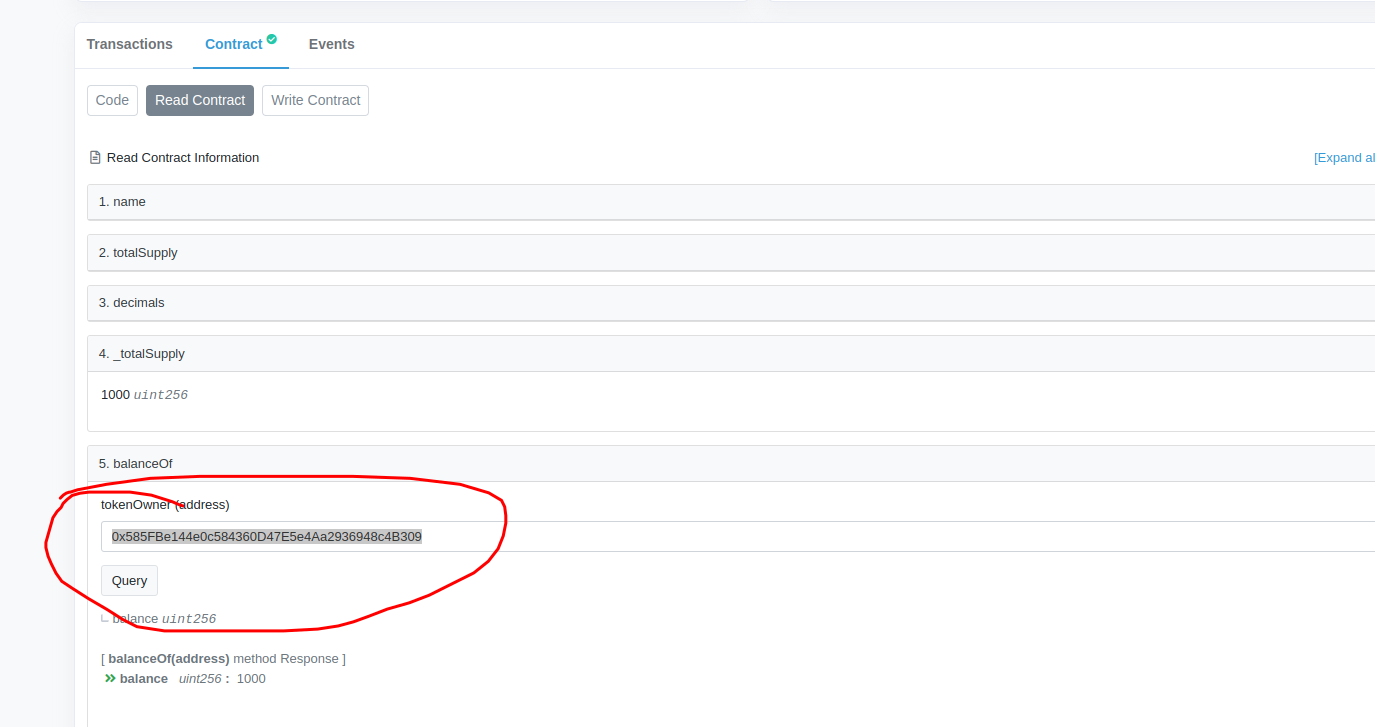 Transactions Contract Events
Code Read Contract Write Contract
Read Contract Information [Expand al
1. name
2. totalSupply
3. decimals
4. _totalSupply
1000 uint256
5. balanceOf
tokenOwner (address)
0x585FBe144e0c584360D47E5e4Aa2936948c4B309
Query
balance uint256
[ balanceOf(address) method Response ]
balance uint256 : 1000